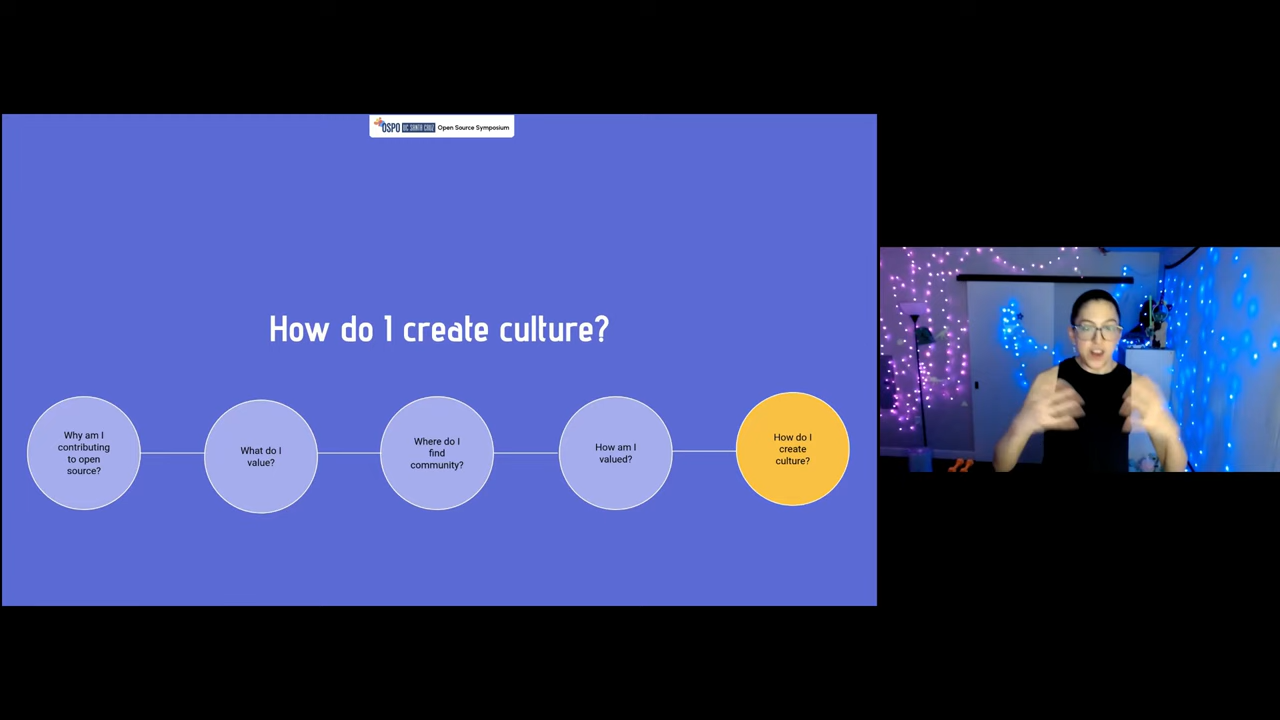 OSPO UC SANTA CRUZ Open Source Symposium
How do I create culture?
Why am I
contributing
to open
source?
What do I
value?
Where do I
find
community?
How am I
valued?
How do I
create
culture?